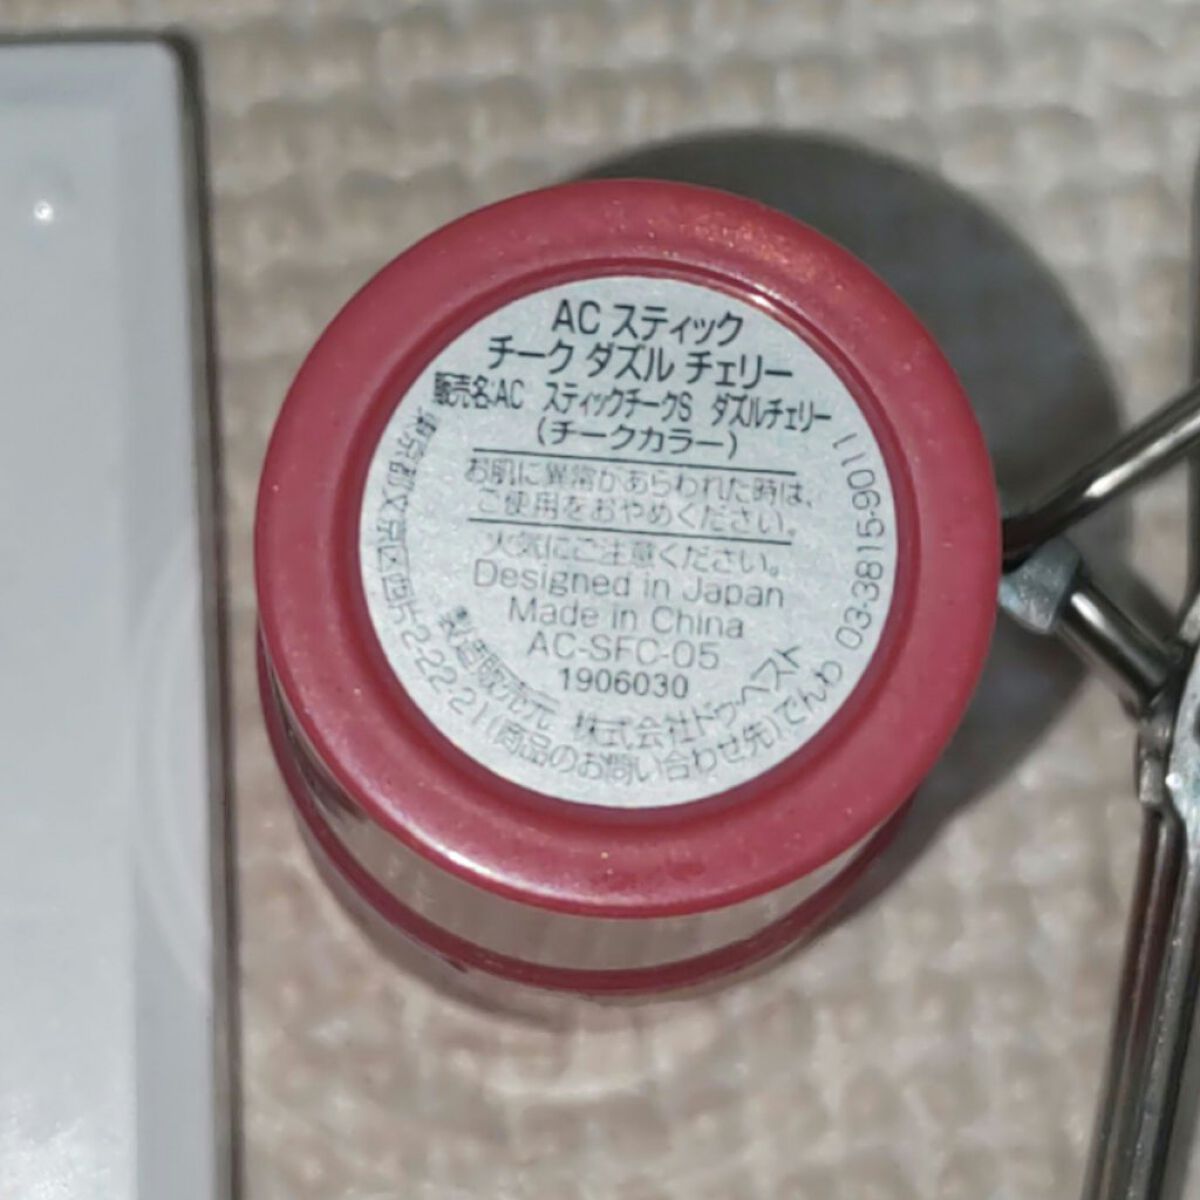 AC スティック
チーク ダズル チェリー
販売名:AC スティックチークS ダズルチェリー
(チークカラー)
お肌に異常があらわれた時は、
ご使用をおやめください。
火気にご注意ください。
Designed in Japan
Made in China
AC-SFC-05
1906030
製造販売元 株式会社ドゥ・ベスト
東京都文京区向丘2-22-21(商品のお問い合わせ先)でんわ 03-3815-9011